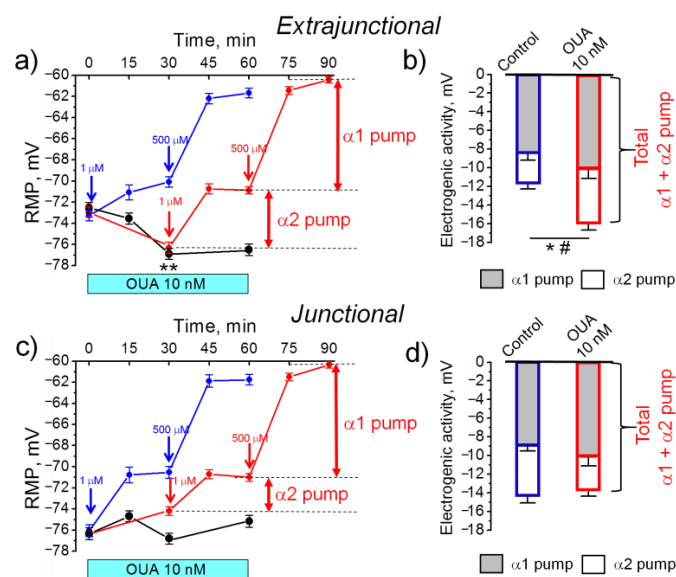 Extrajunctional
a)
Time, min
0 15 30 45 60 75 90
RMP, mV
−60
−62
−64
−66
−68
−70
−72
−74
−76
−78
1 μM
500 μM
1 μM
500 μM
**
α1 pump
α2 pump
OUA 10 nM
b)
Control
OUA
10 nM
Electrogenic activity, mV
0
−2
−4
−6
−8
−10
−12
−14
−16
−18
* #
Total
α1 + α2 pump
α1 pump
α2 pump
Junctional
c)
Time, min
0 15 30 45 60 75 90
RMP, mV
−60
−62
−64
−66
−68
−70
−72
−74
−76
−78
1 μM
500 μM
1 μM
500 μM
α1 pump
α2 pump
OUA 10 nM
d)
Control
OUA
10 nM
Electrogenic activity, mV
0
−2
−4
−6
−8
−10
−12
−14
−16
−18
Total
α1 + α2 pump
α1 pump
α2 pump